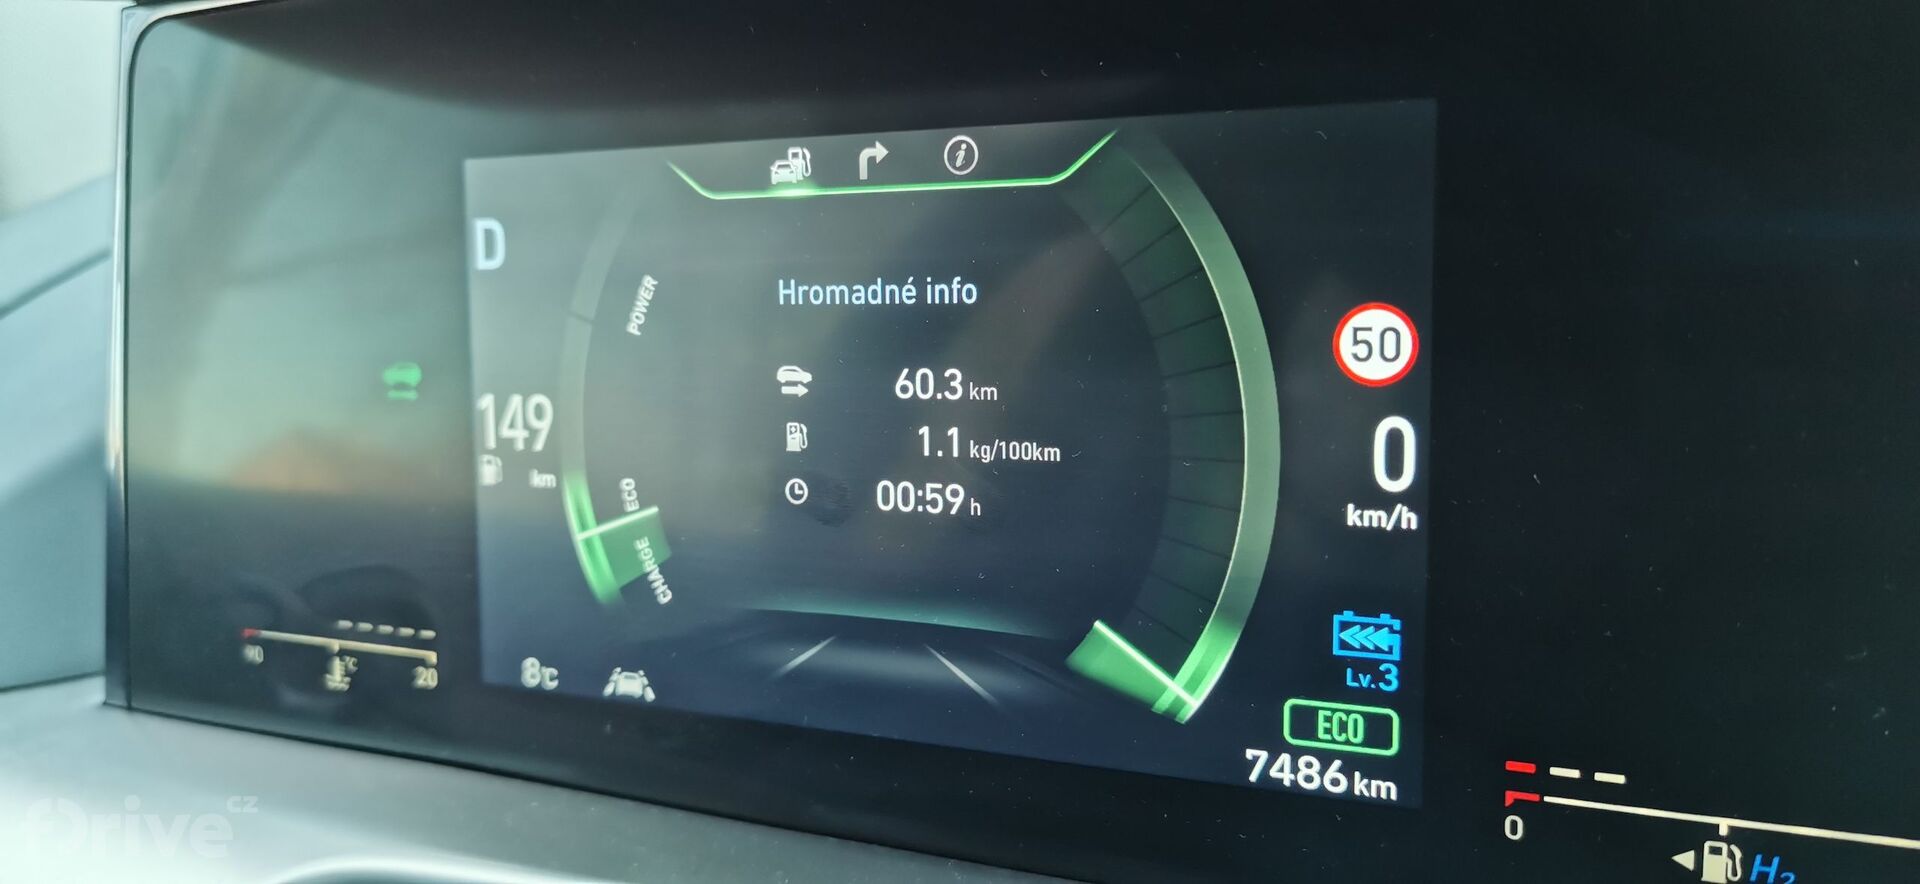 D
POWER
Hromadné info
50
60.3 km
149
km
1.1 kg/100km
0
km/h
00:59 h
ECO
CHARGE
Lv.3
90
°C
20
8°C
ECO
7486 km
fDrive cz
0
H2